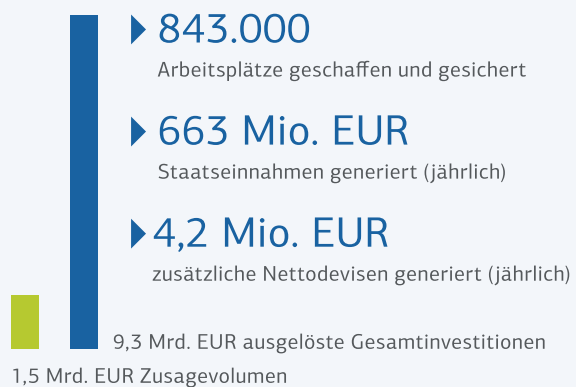 843.000
Arbeitsplätze geschaffen und gesichert
663 Mio. EUR
Staatseinnahmen generiert (jährlich)
4,2 Mio. EUR
zusätzliche Nettodevisen generiert (jährlich)
9,3 Mrd. EUR ausgelöste Gesamtinvestitionen
1,5 Mrd. EUR Zusagevolumen